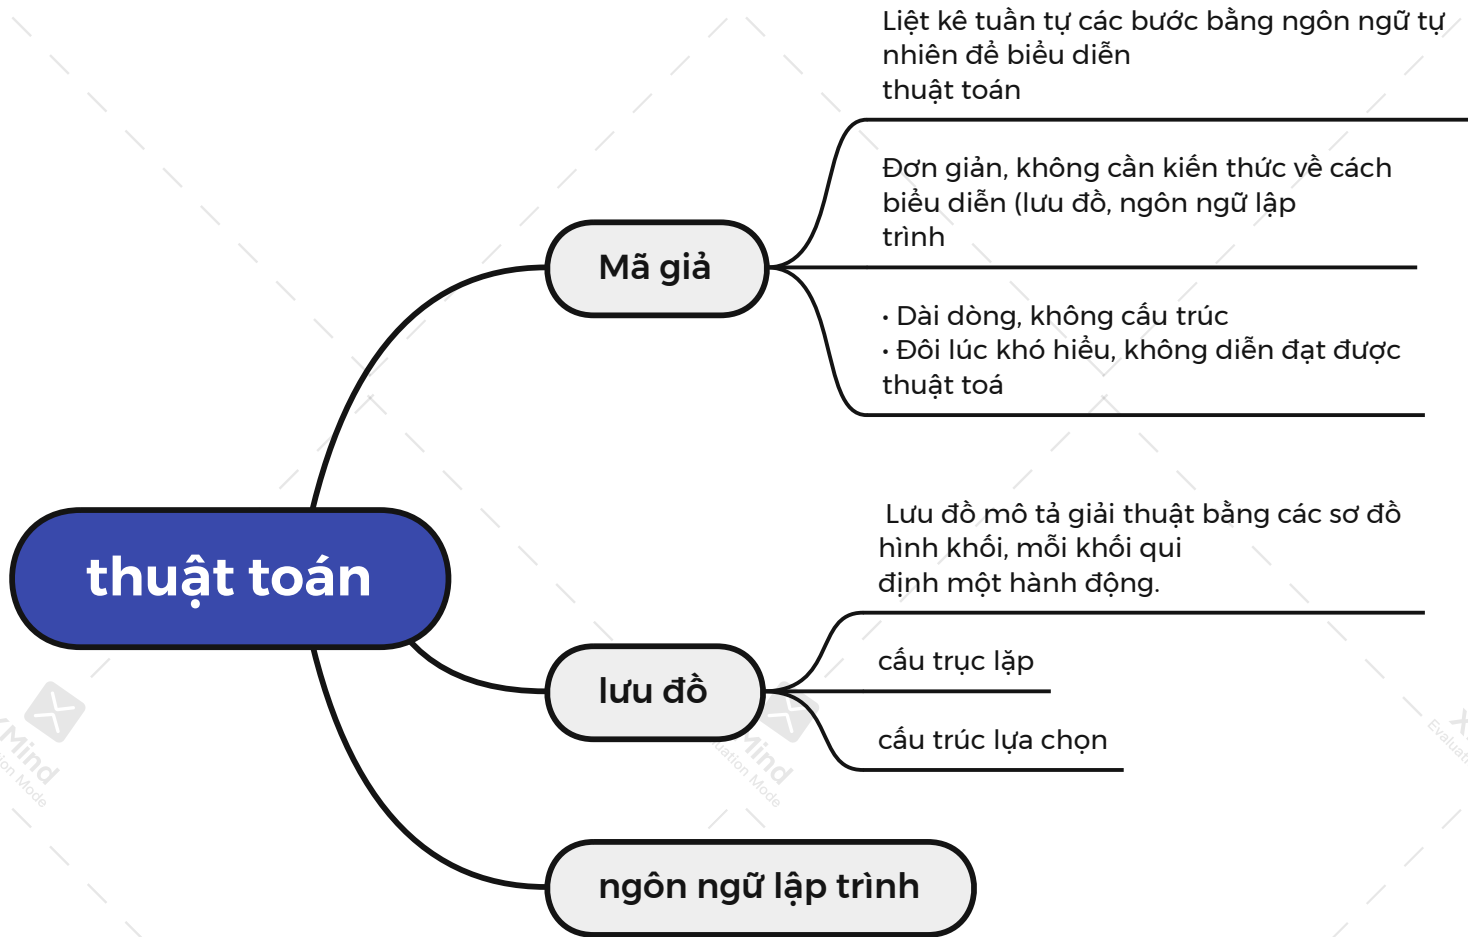 Liệt kê tuần tự các bước bằng ngôn ngữ tự
nhiên để biểu diễn
thuật toán
Đơn giản, không cần kiến thức về cách
biểu diễn (lưu đồ, ngôn ngữ lập
trình
Mã giả
• Dài dòng, không cấu trúc
• Đôi lúc khó hiểu, không diễn đạt được
thuật toá
thuật toán
Lưu đồ mô tả giải thuật bằng các sơ đồ
hình khối, mỗi khối qui
định một hành động.
lưu đồ
cấu trục lặp
cấu trúc lựa chọn
ngôn ngữ lập trình